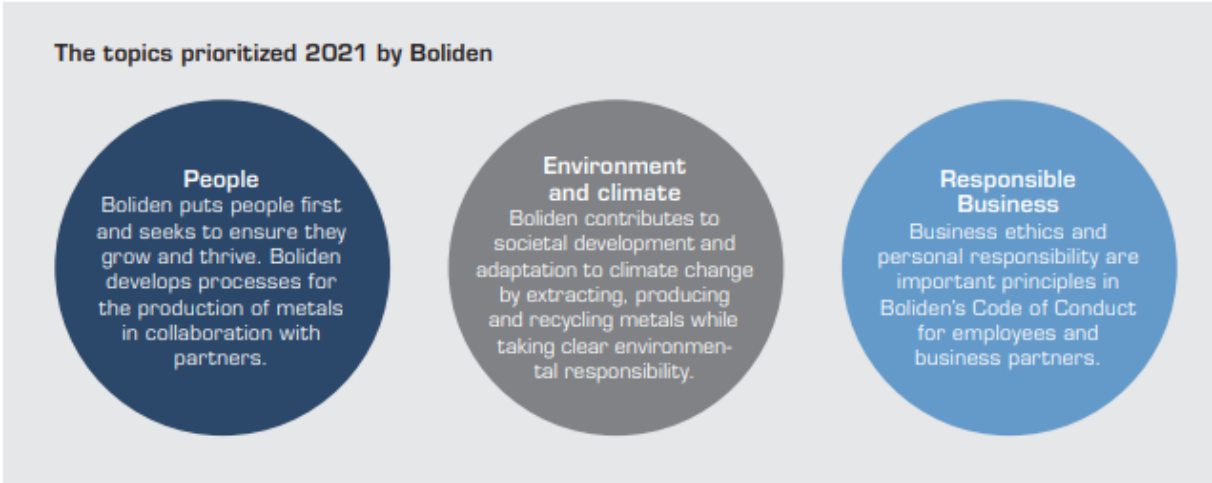 The topics prioritized 2021 by Boliden
People
Boliden puts people first
and seeks to ensure they
grow and thrive. Boliden
develops processes for
the production of metals
in collaboration with
partners.
Environment
and climate
Boliden contributes to
societal development and
adaptation to climate change
by extracting, producing
and recycling metals while
taking clear environmen-
tal responsibility.
Responsible
Business
Business ethics and
personal responsibility are
important principles in
Boliden's Code of Conduct
for employees and
business partners.